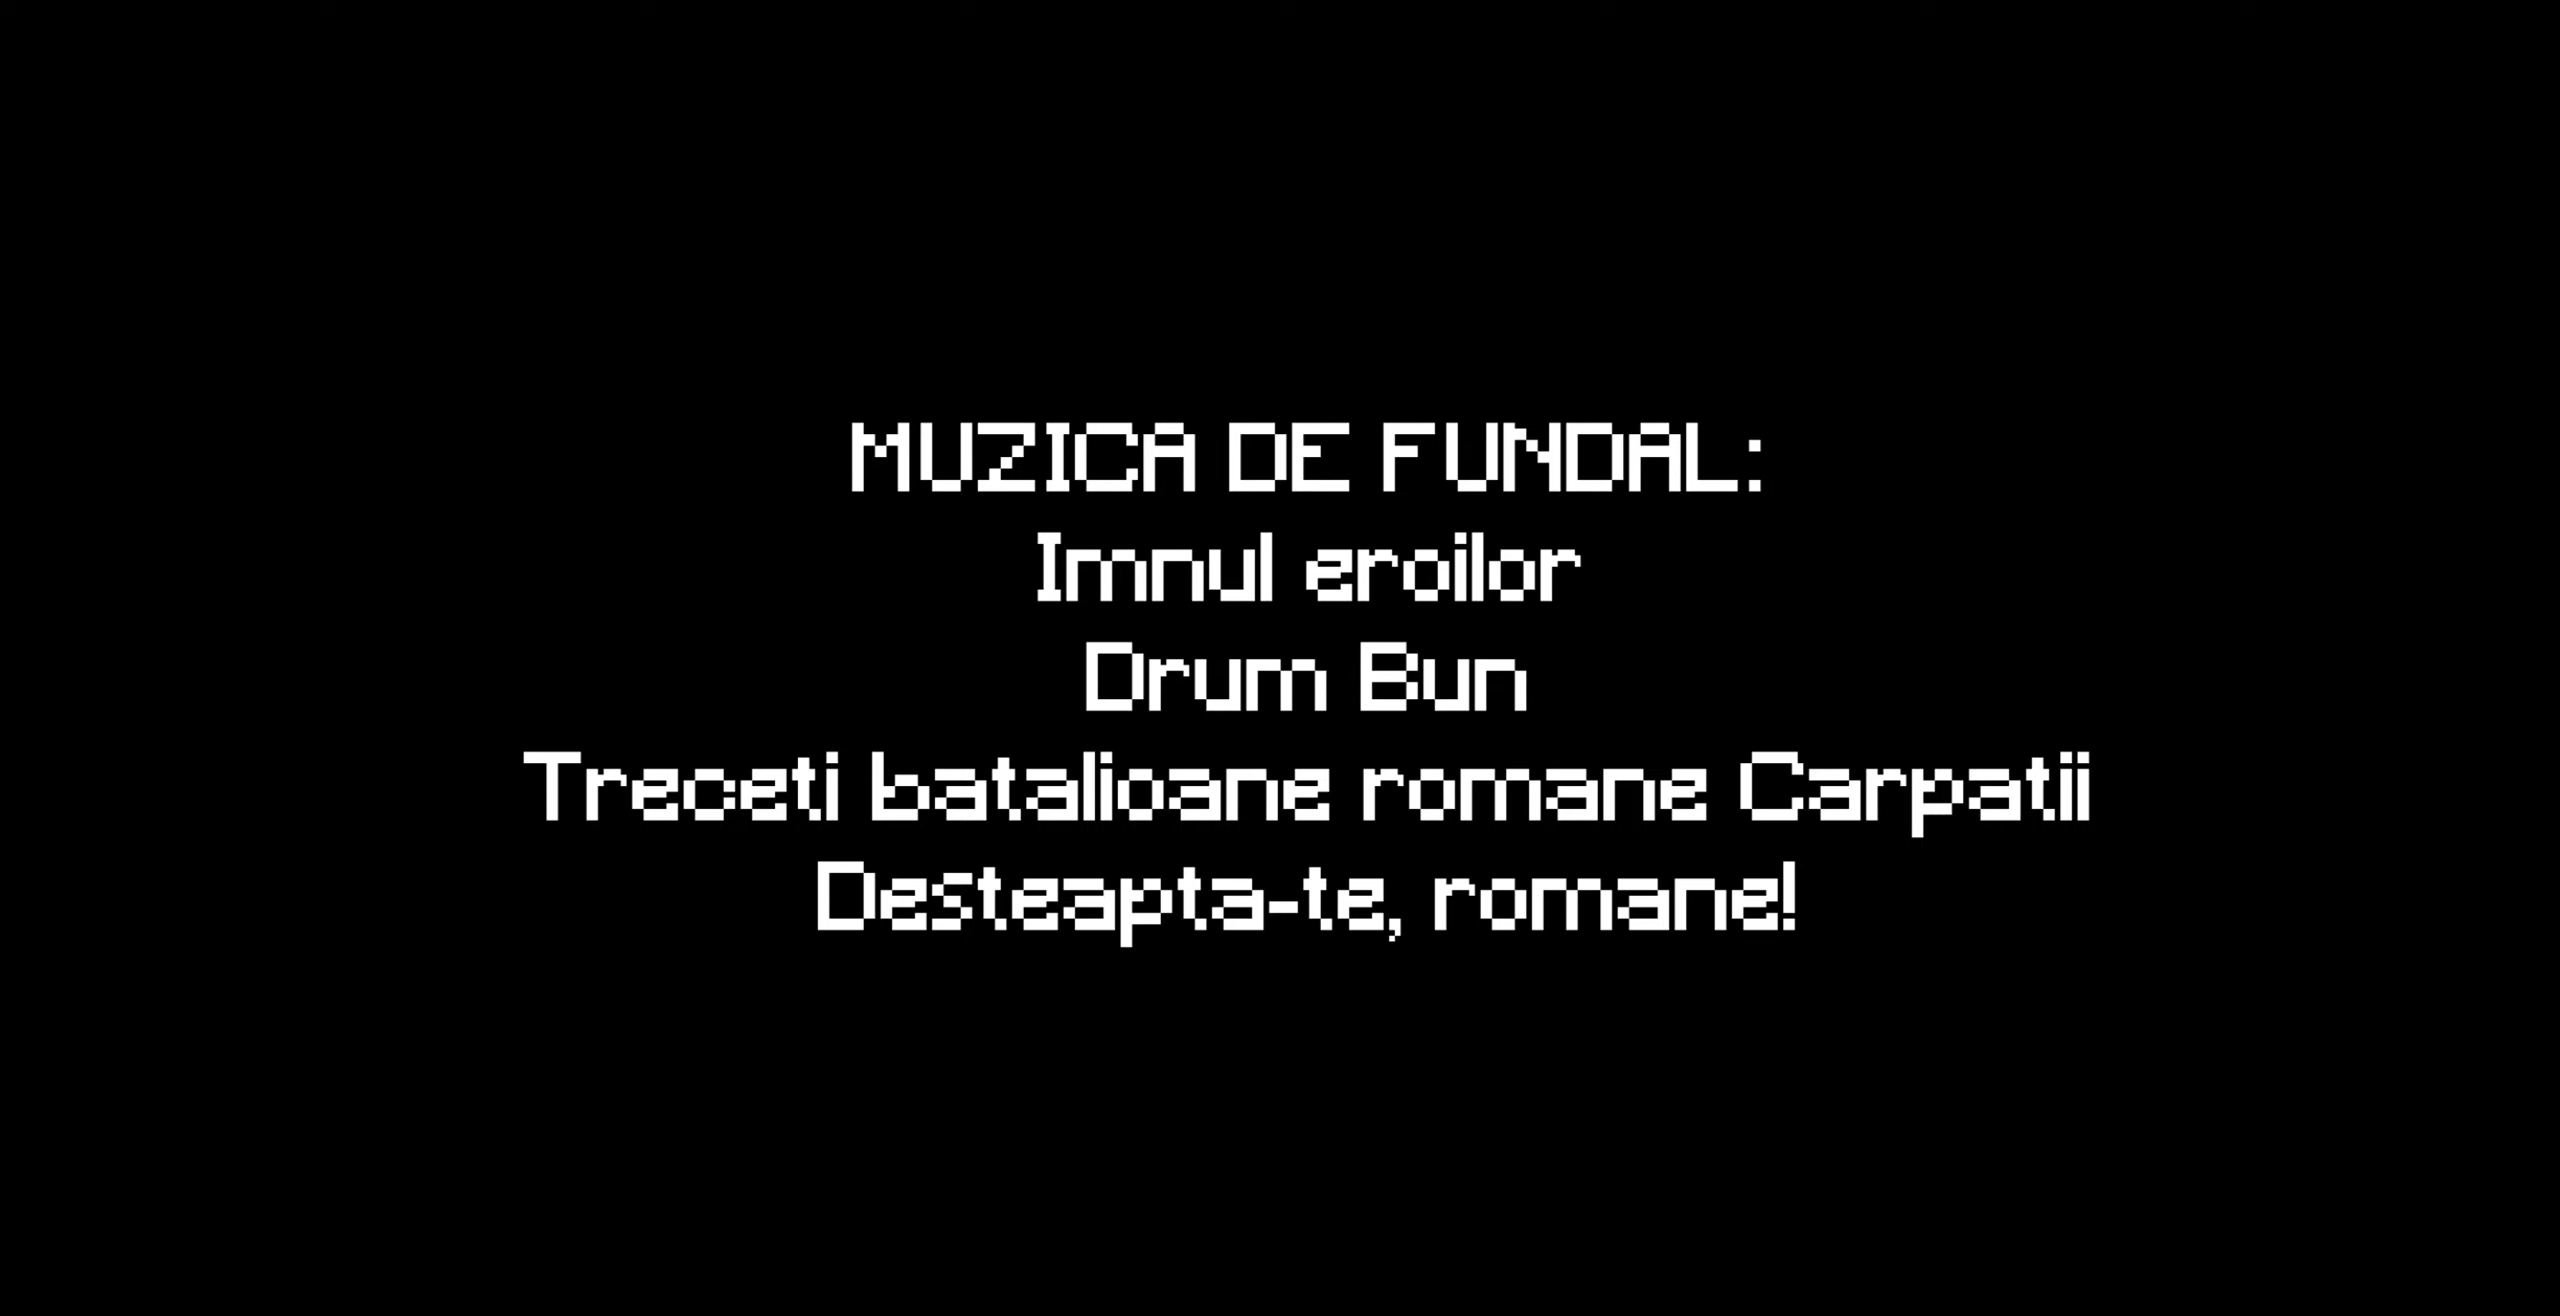 MUZICA DE FUNDAL:
Imnul eroilor
Drum Bun
Treceti batalioane romane Carpatii
Desteapta-te, romane!